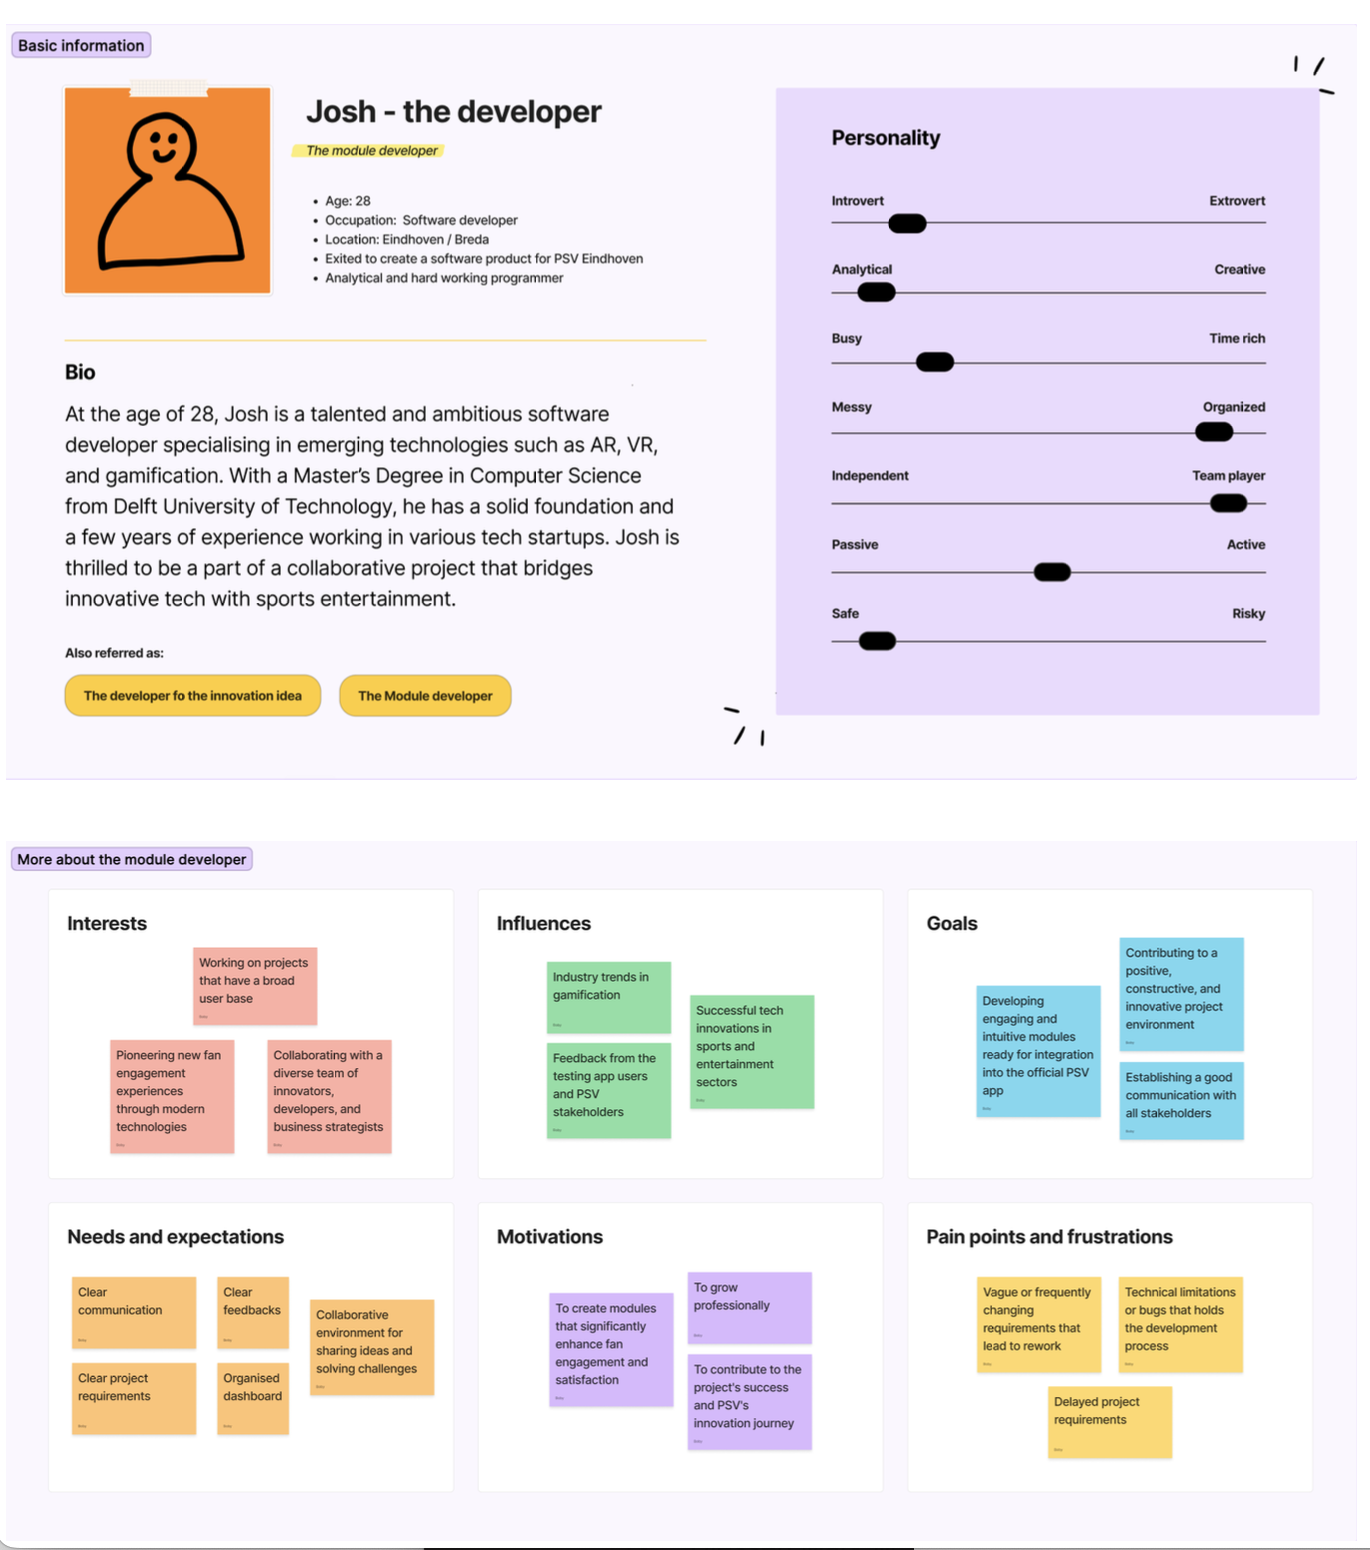 Basic information
Josh - the developer
The module developer
• Age: 28
• Occupation:  Software developer
• Location: Eindhoven / Breda
• Exited to create a software product for PSV Eindhoven
• Analytical and hard working programmer
Bio
At the age of 28, Josh is a talented and ambitious software
developer specialising in emerging technologies such as AR, VR,
and gamification. With a Master's Degree in Computer Science
from Delft University of Technology, he has a solid foundation and
a few years of experience working in various tech startups. Josh is
thrilled to be a part of a collaborative project that bridges
innovative tech with sports entertainment.
Also referred as:
The developer fo the innovation idea
The Module developer
Personality
Introvert Extrovert
Analytical Creative
Busy Time rich
Messy Organized
Independent Team player
Passive Active
Safe Risky
More about the module developer
Interests
Working on projects
that have a broad
user base
Pioneering new fan
engagement
experiences
through modern
technologies
Collaborating with a
diverse team of
innovators,
developers, and
business strategists
Influences
Industry trends in
gamification
Feedback from the
testing app users
and PSV
stakeholders
Successful tech
innovations in
sports and
entertainment
sectors
Goals
Developing
engaging and
intuitive modules
ready for integration
into the official PSV
app
Contributing to a
positive,
constructive, and
innovative project
environment
Establishing a good
communication with
all stakeholders
Needs and expectations
Clear
communication
Clear
feedbacks
Clear project
requirements
Organised
dashboard
Collaborative
environment for
sharing ideas and
solving challenges
Motivations
To create modules
that significantly
enhance fan
engagement and
satisfaction
To grow
professionally
To contribute to the
project's success
and PSV's
innovation journey
Pain points and frustrations
Vague or frequently
changing
requirements that
lead to rework
Technical limitations
or bugs that holds
the development
process
Delayed project
requirements